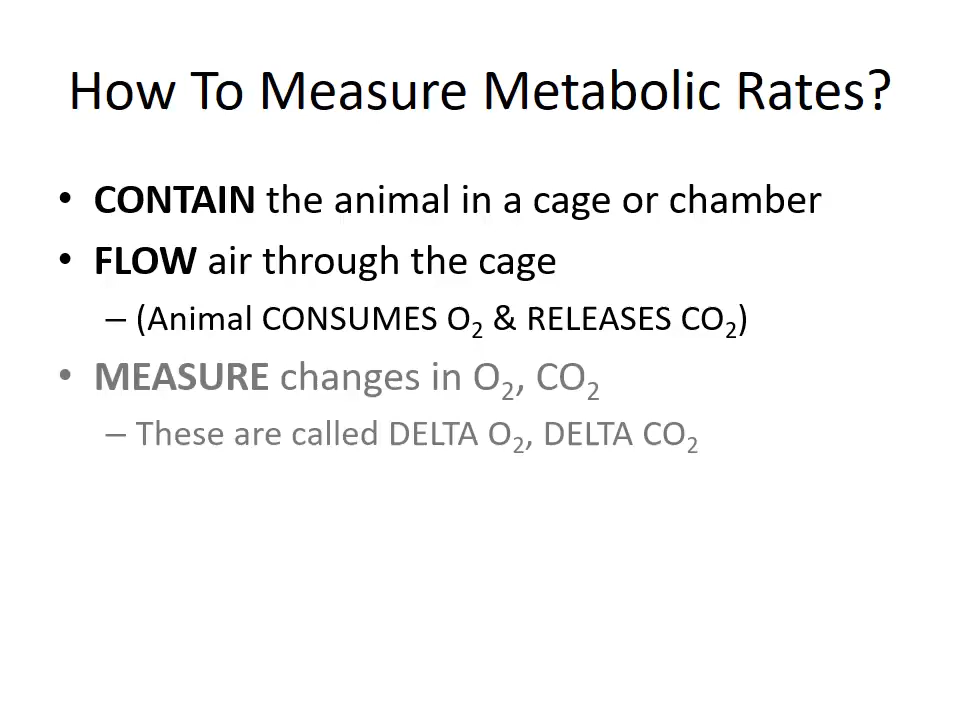 How To Measure Metabolic Rates?
• CONTAIN the animal in a cage or chamber
• FLOW air through the cage
– (Animal CONSUMES O₂ & RELEASES CO₂)
• MEASURE changes in O₂, CO₂
– These are called DELTA O₂, DELTA CO₂